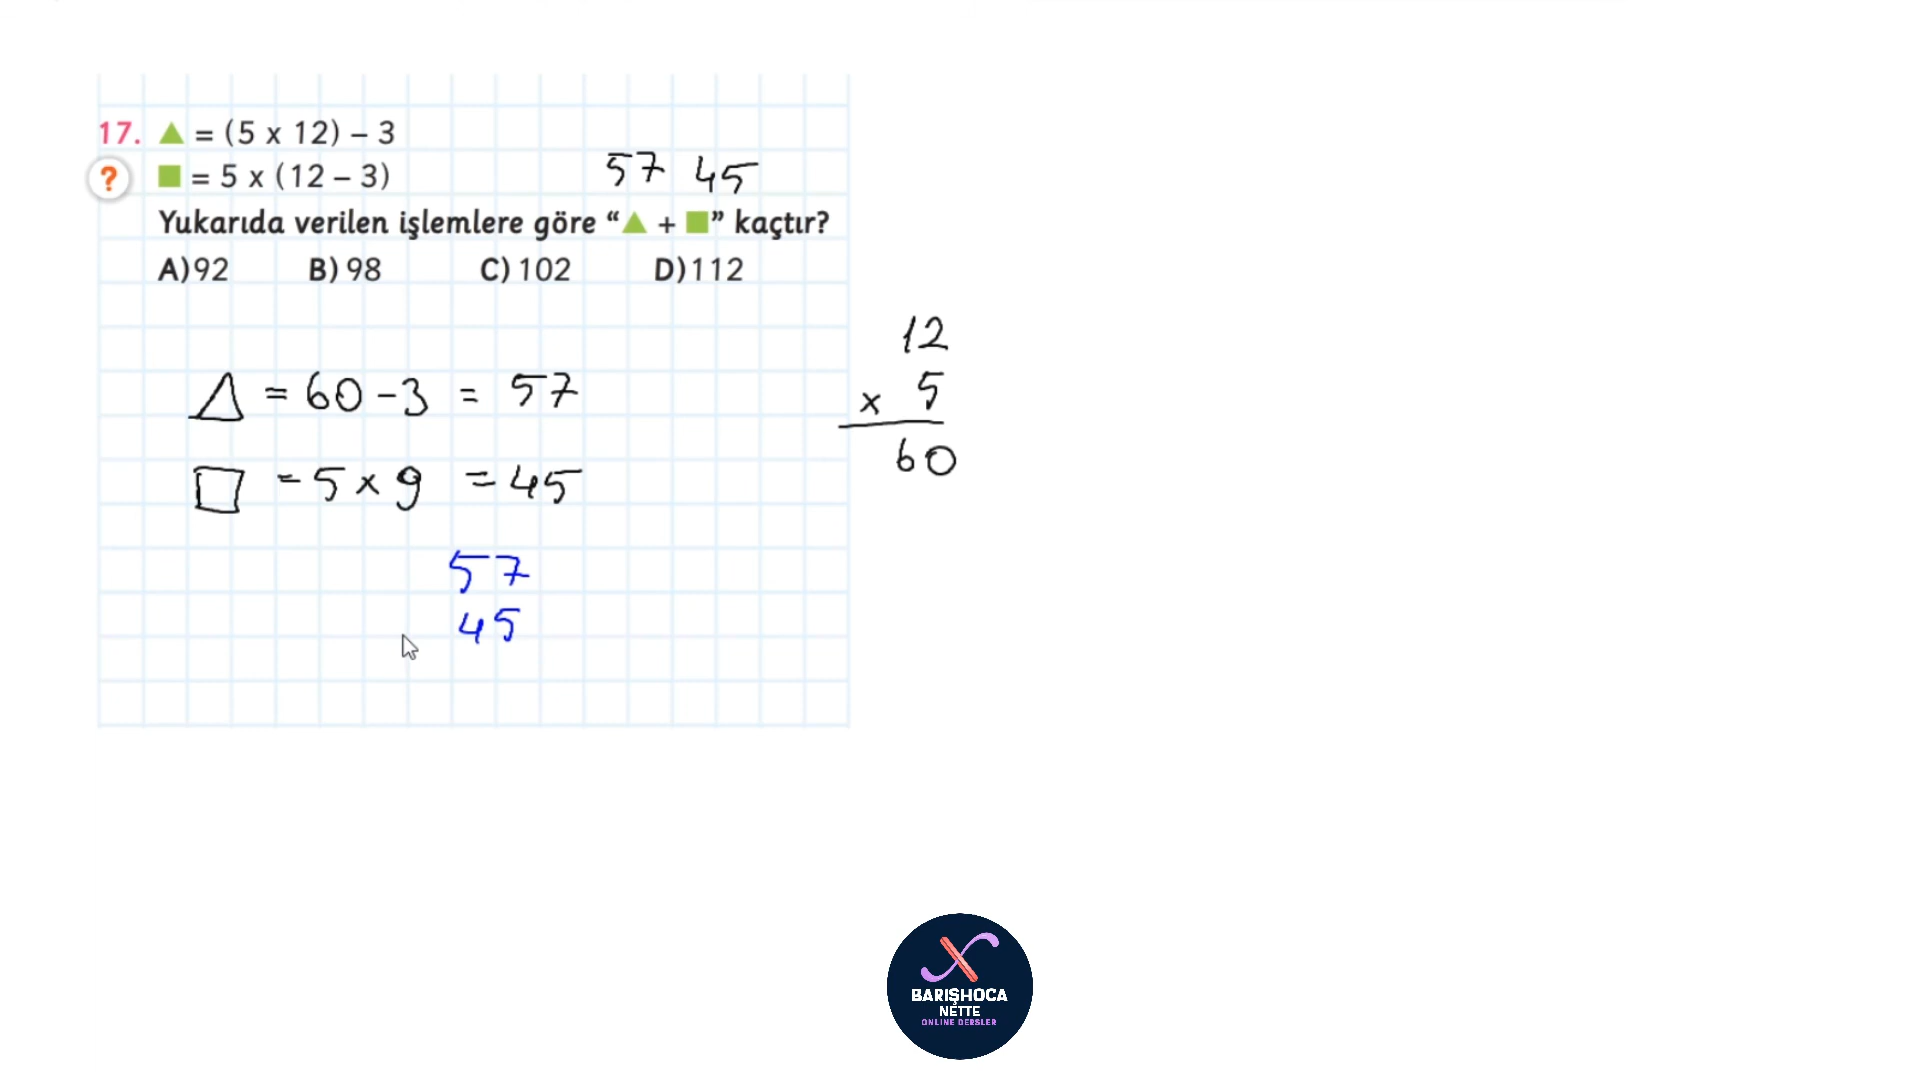 17. ▲ = (5 x 12) – 3
? ■ = 5 x (12 – 3)
57 45
Yukarıda verilen işlemlere göre “▲ + ■” kaçtır?
A) 92 B) 98 C) 102 D) 112
12
x 5
60
△ = 60 - 3 = 57
□ = 5 x 9 = 45
57
45
BARIŞHOCA
NETTE
ONLINE DERSLER